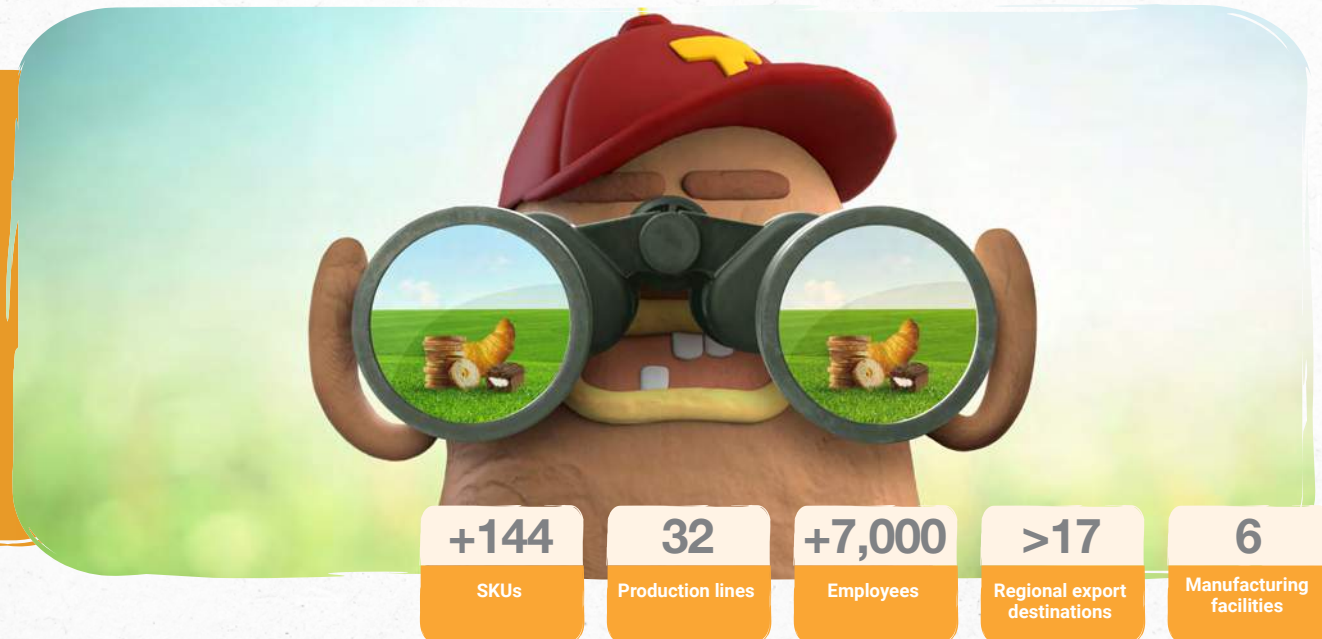 +144
SKUs
32
Production lines
+7,000
Employees
>17
Regional export
destinations
6
Manufacturing
facilities